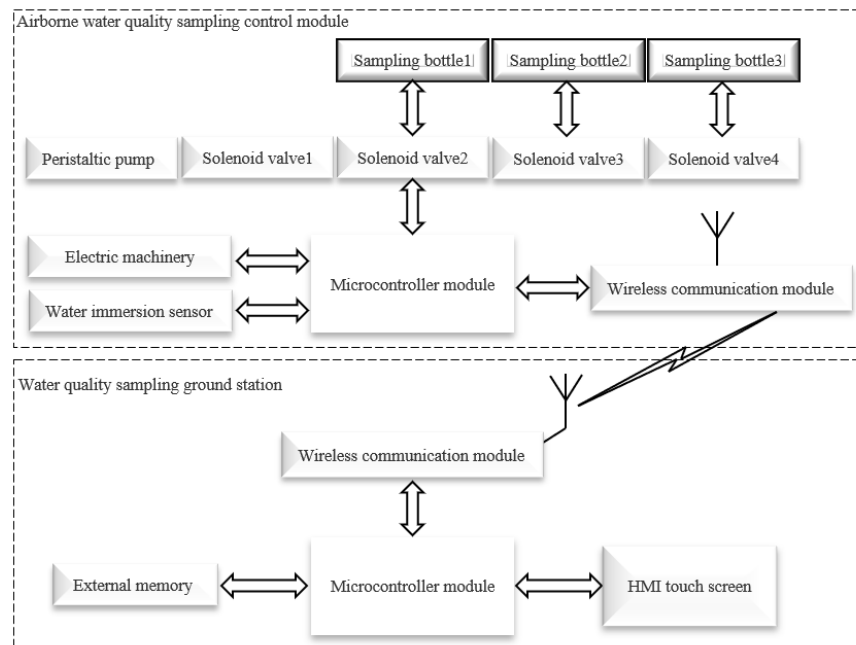 Airborne water quality sampling control module
Sampling bottle1
Sampling bottle2
Sampling bottle3
Peristaltic pump
Solenoid valve1
Solenoid valve2
Solenoid valve3
Solenoid valve4
Electric machinery
Microcontroller module
Wireless communication module
Water immersion sensor
Water quality sampling ground station
Wireless communication module
External memory
Microcontroller module
HMI touch screen